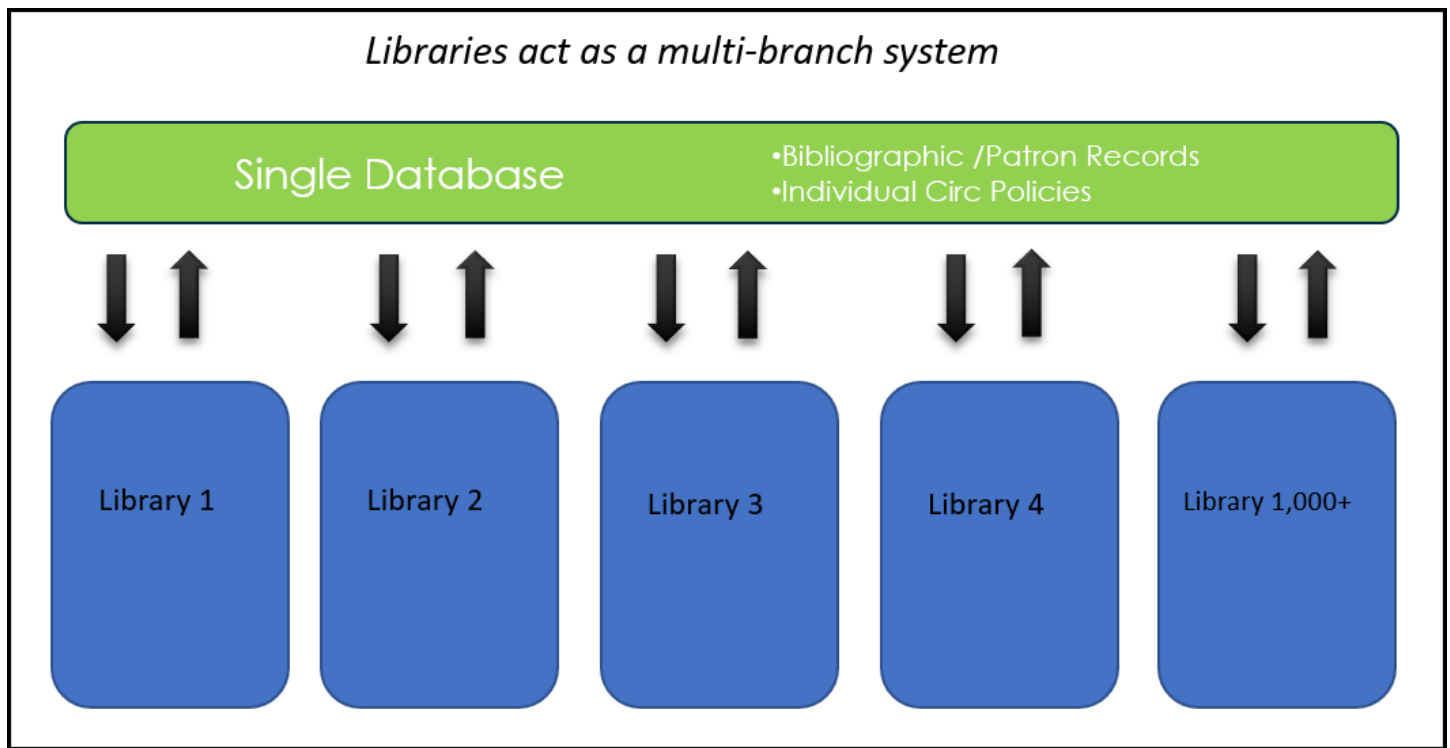 Libraries act as a multi-branch system
Single Database
•Bibliographic /Patron Records
•Individual Circ Policies
Library 1
Library 2
Library 3
Library 4
Library 1,000+